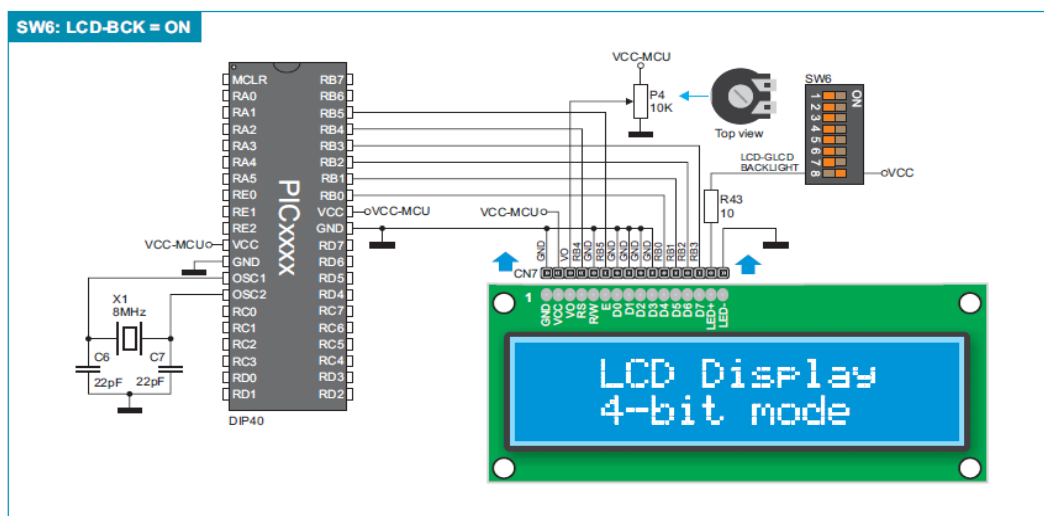 SW6: LCD-BCK = ON
MCLR
RA0
RA1
RA2
RA3
RA4
RA5
RE0
RE1
RE2
VCC
GND
OSC1
OSC2
RC0
RC1
RC2
RC3
RD0
RD1
PICxxxx
RB7
RB6
RB5
RB4
RB3
RB2
RB1
RB0
VCC
GND
RD7
RD6
RD5
RD4
RC7
RC6
RC5
RC4
RD3
RD2
DIP40
VCC-MCU
X1
8MHz
C6
C7
22pF
22pF
VCC-MCU
VCC-MCU
VCC-MCU
P4
10K
Top view
SW6
ON
1
2
3
4
5
6
7
8
LCD-GLCD
BACKLIGHT
VCC
R43
10
GND
VO
RB4
GND
RB5
GND
GND
GND
GND
RB0
RB1
RB2
RB3
CN7
1
GND
VCC
VO
RS
R/W
E
D0
D1
D2
D3
D4
D5
D6
D7
LED+
LED-
LCD Display
4-bit mode